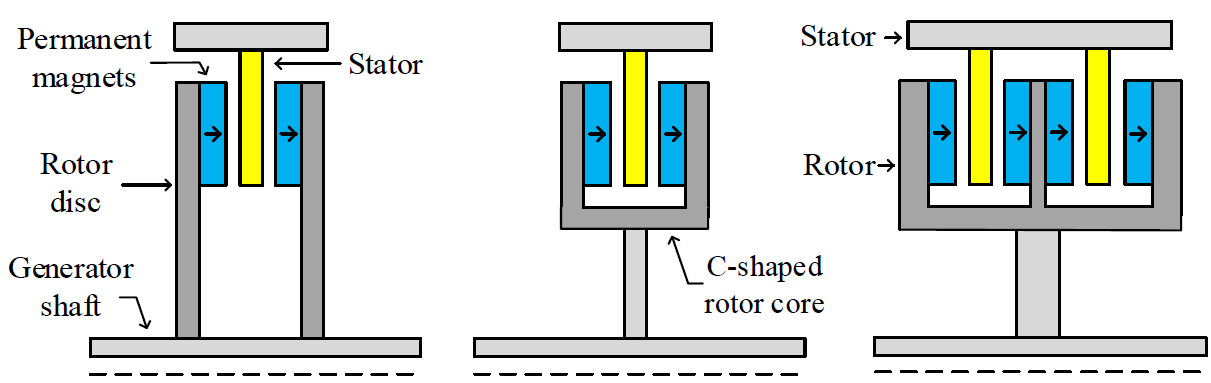 Permanent
magnets
Stator
Rotor
disc
Generator
shaft
C-shaped
rotor core
Stator
Rotor